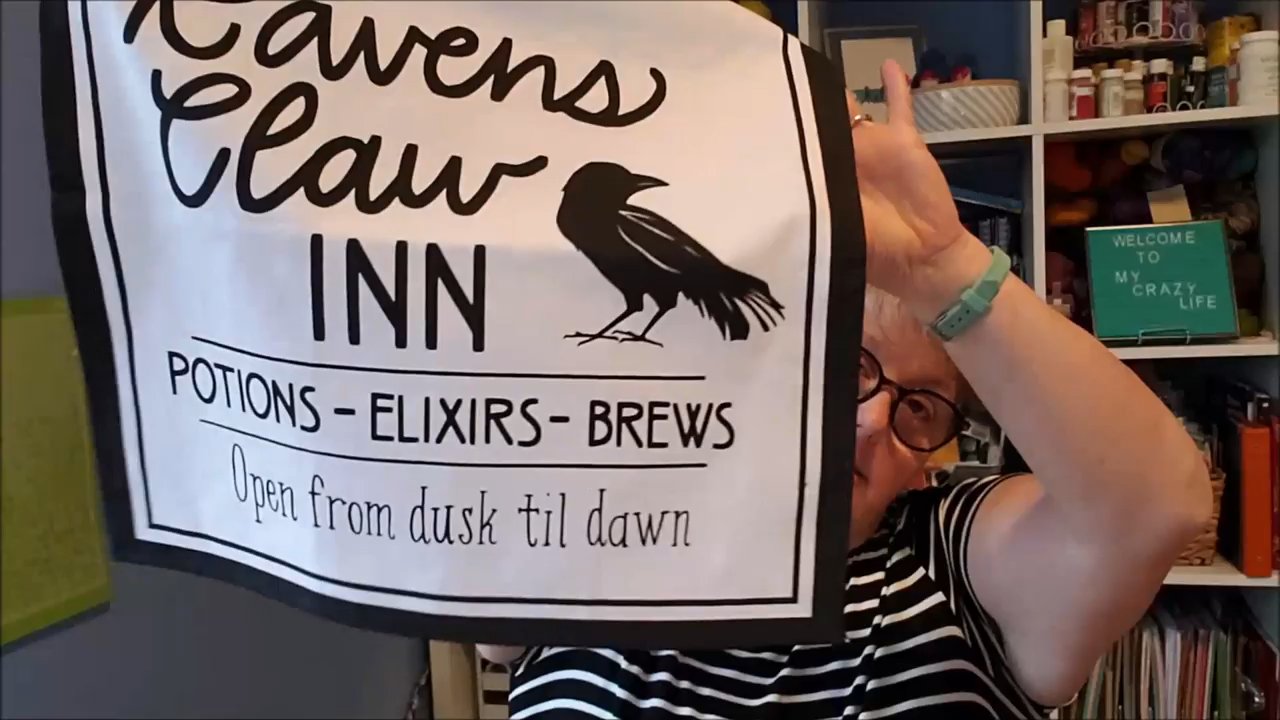 Ravens
Claw
INN
POTIONS - ELIXIRS - BREWS
Open from dusk til dawn
WELCOME
TO
MY
CRAZY
LIFE